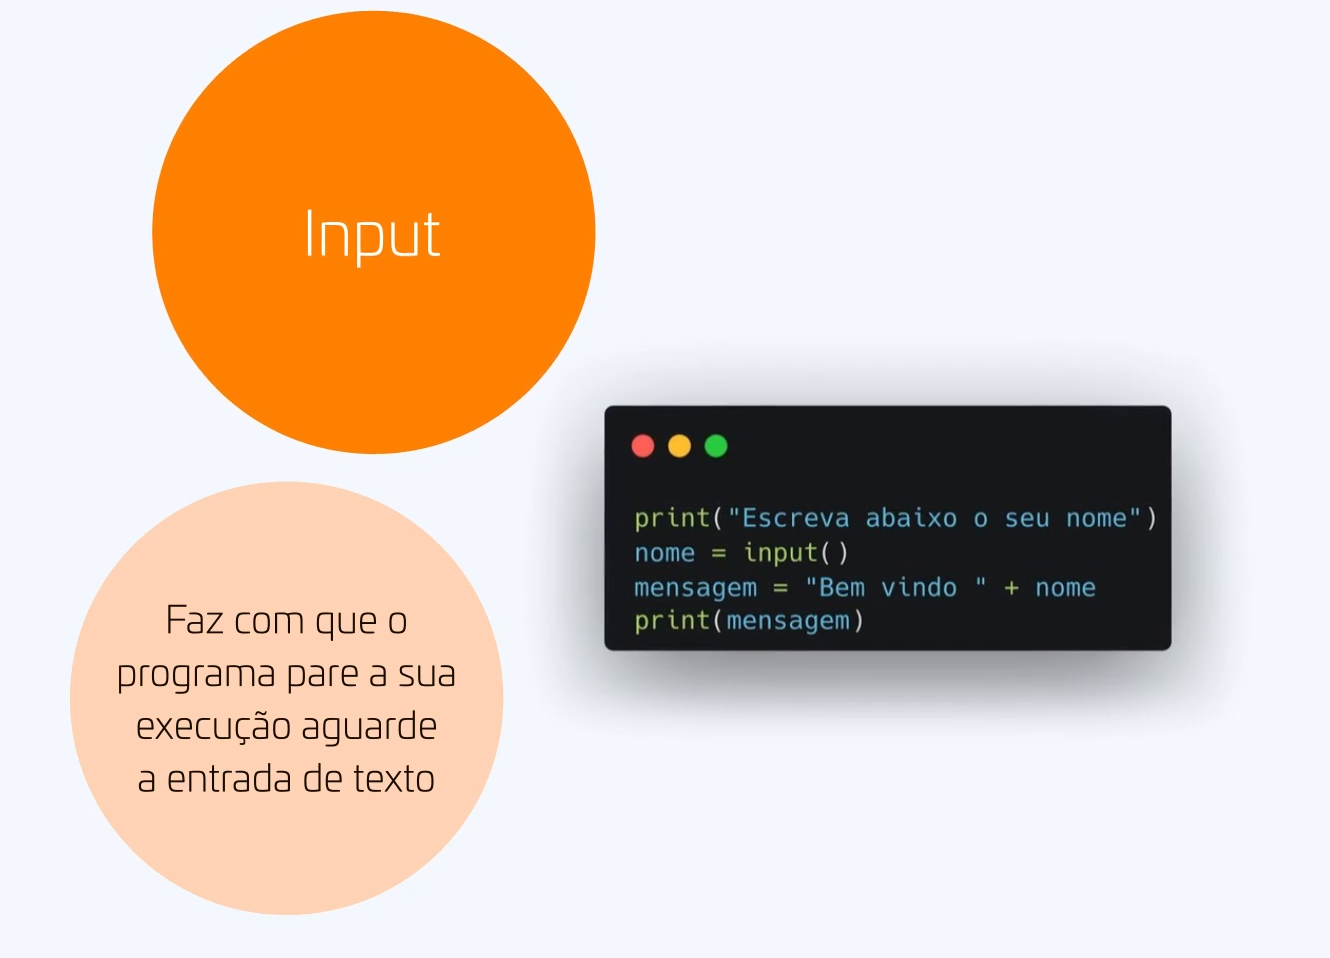 Input
Faz com que o
programa pare a sua
execução aguarde
a entrada de texto
print("Escreva abaixo o seu nome")
nome = input()
mensagem = "Bem vindo " + nome
print(mensagem)